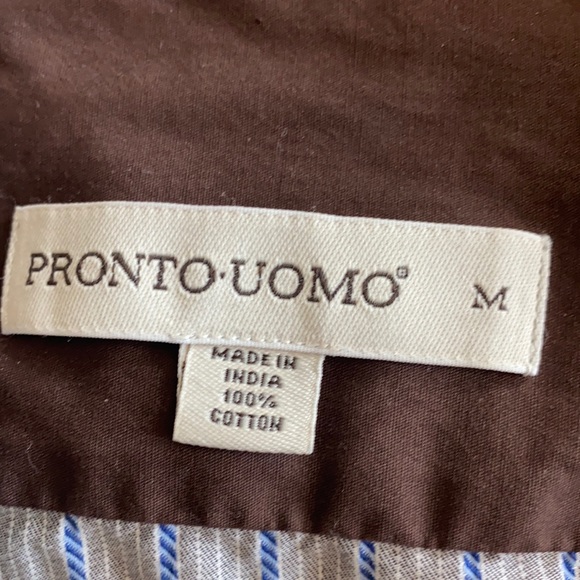 PRONTO·UOMO® M
MADE IN
INDIA
100%
COTTON